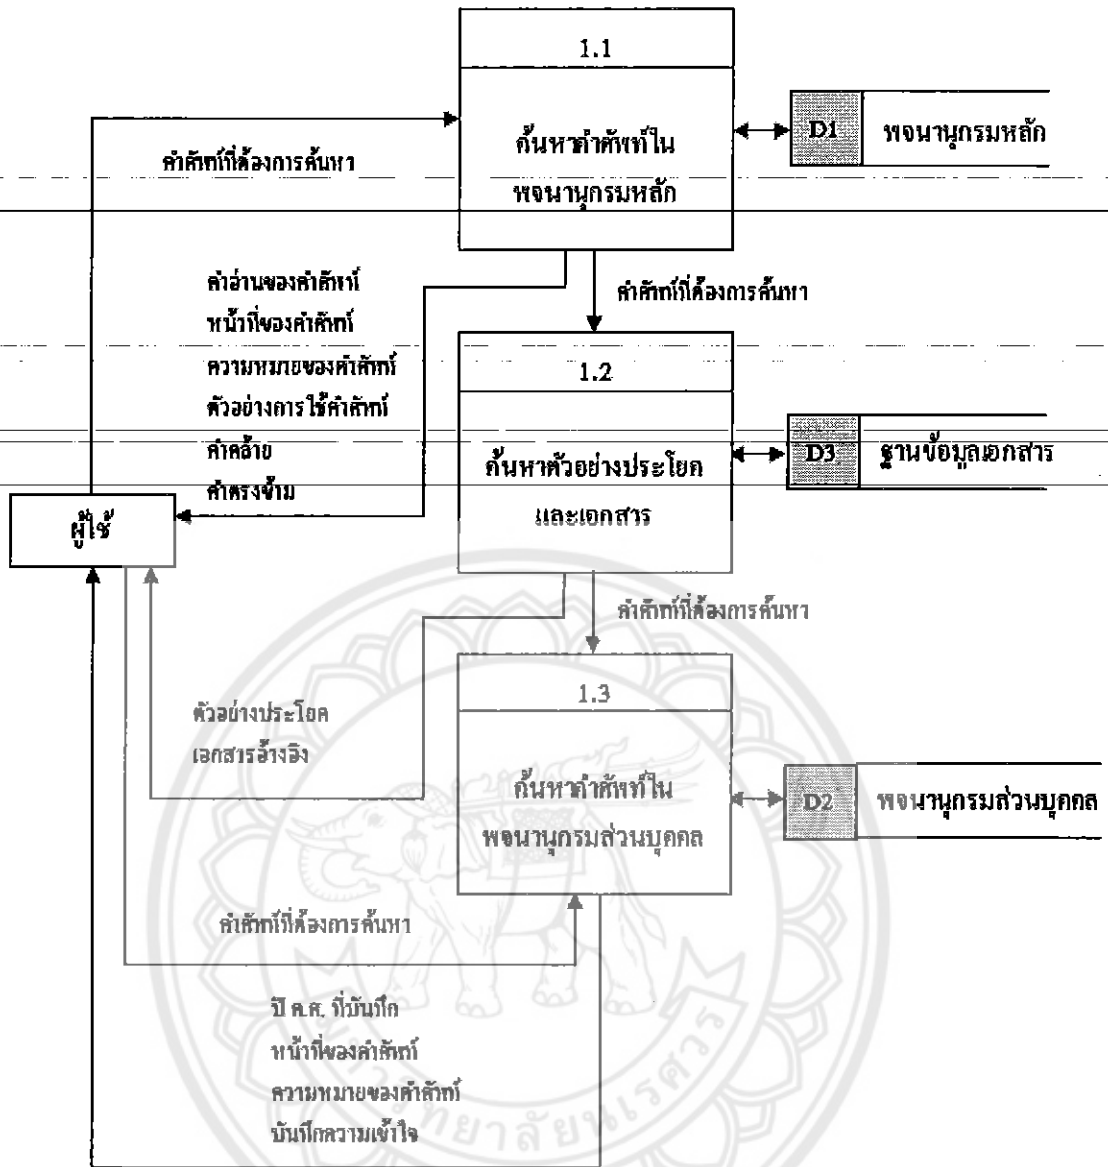 1.1
ค้นหาคำศัพท์ใน
พจนานุกรมหลัก
D1 พจนานุกรมหลัก
คำศัพท์ที่ต้องการค้นหา
คำอ่านของคำศัพท์
หน้าที่ของคำศัพท์
ความหมายของคำศัพท์
ตัวอย่างการใช้คำศัพท์
คำคล้าย
คำตรงข้าม
คำศัพท์ที่ต้องการค้นหา
1.2
ค้นหาตัวอย่างประโยค
และเอกสาร
D3 ฐานข้อมูลเอกสาร
ผู้ใช้
คำศัพท์ที่ต้องการค้นหา
ตัวอย่างประโยค
เอกสารอ้างอิง
1.3
ค้นหาคำศัพท์ใน
พจนานุกรมส่วนบุคคล
D2 พจนานุกรมส่วนบุคคล
คำศัพท์ที่ต้องการค้นหา
ปี ค.ศ. ที่บันทึก
หน้าที่ของคำศัพท์
ความหมายของคำศัพท์
บันทึกความเข้าใจ
มหาวิทยาลัยนเรศวร